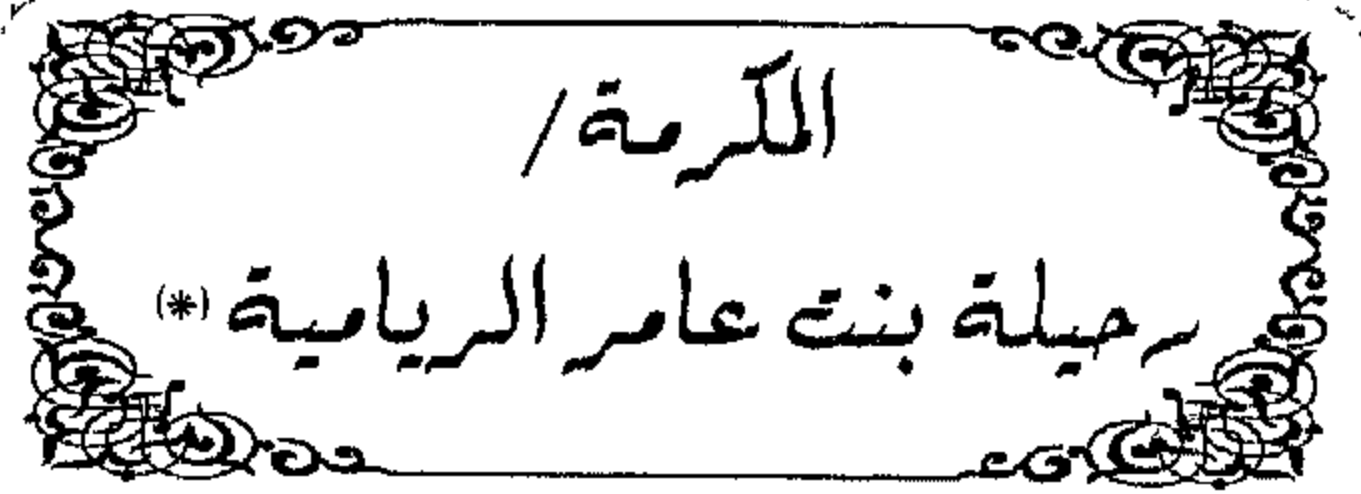 المكرمة /
رحيلة بنت عامر الريامية (*)